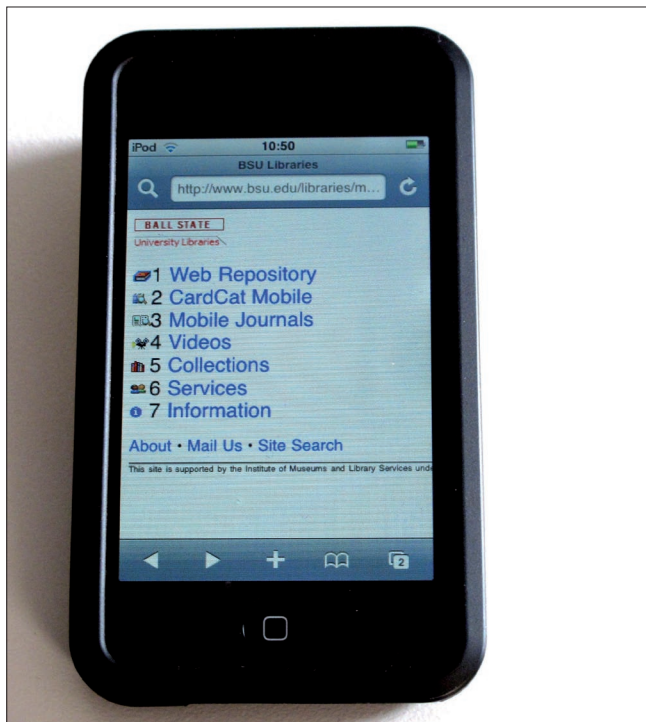 iPod 10:50
BSU Libraries
http://www.bsu.edu/libraries/m...
BALL STATE
University Libraries
1 Web Repository
2 CardCat Mobile
3 Mobile Journals
4 Videos
5 Collections
6 Services
7 Information
About • Mail Us • Site Search
This site is supported by the Institute of Museums and Library Services unde
2